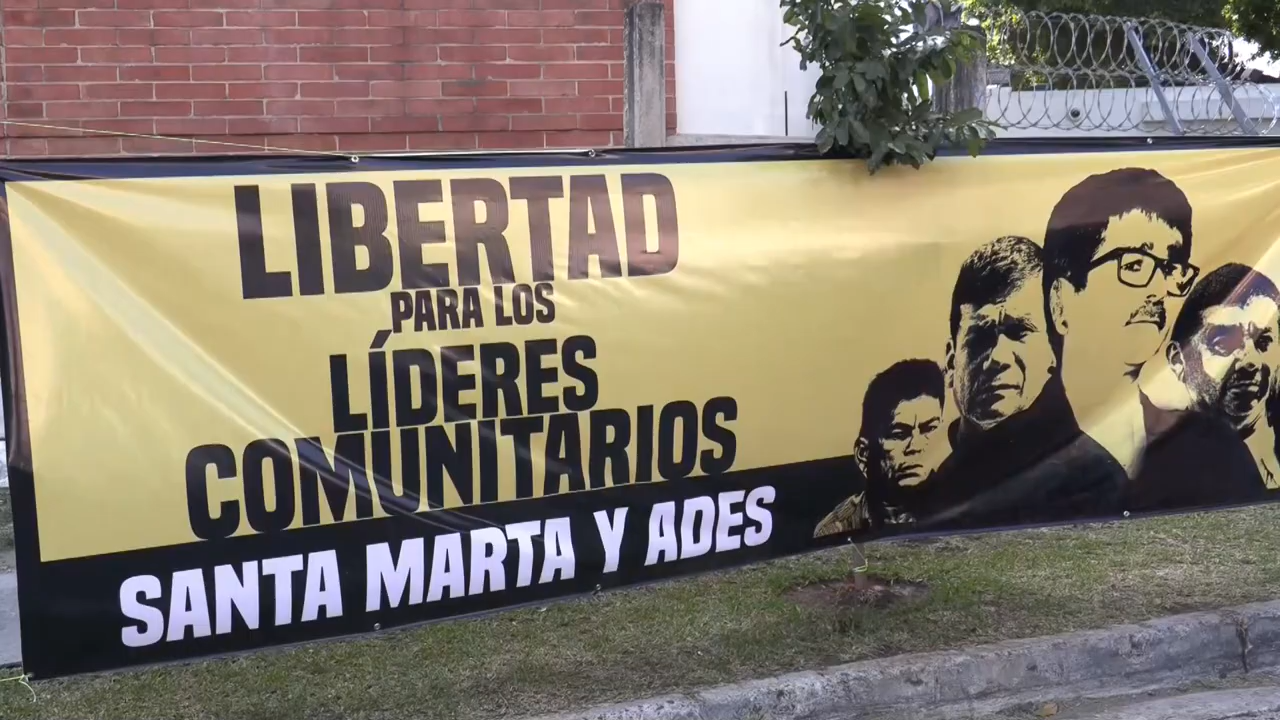 LIBERTAD
PARA LOS
LÍDERES
COMUNITARIOS
SANTA MARTA Y ADES